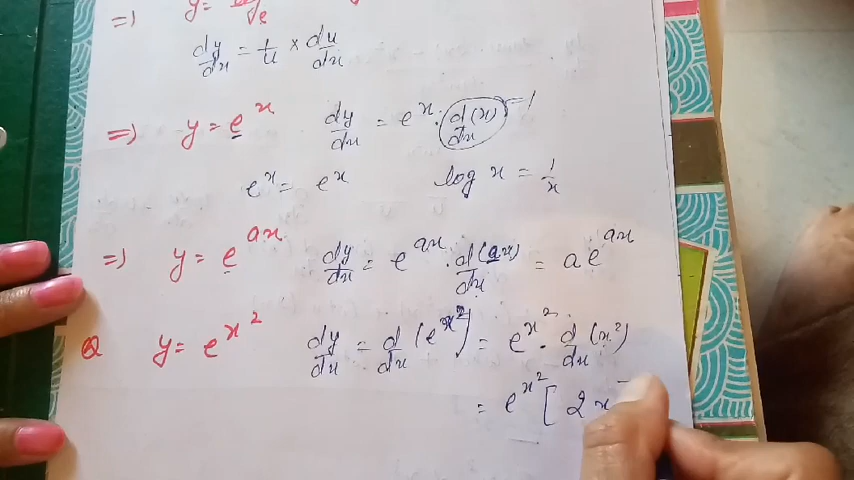 => y = log e
dy/dx = 1/u × du/dx
=> y = e^x dy/dx = e^x . d/dx (x) = 1
e^x = e^x log x = 1/x
=> y = e^ax dy/dx = e^ax . d/dx (ax) = a e^ax
Q y = e^x² dy/dx = d/dx (e^x²) = e^x² . d/dx (x²)
= e^x² [ 2x